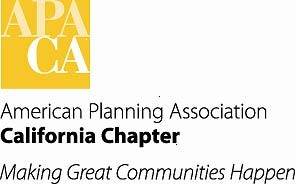 APA
CA
American Planning Association
California Chapter
Making Great Communities Happen